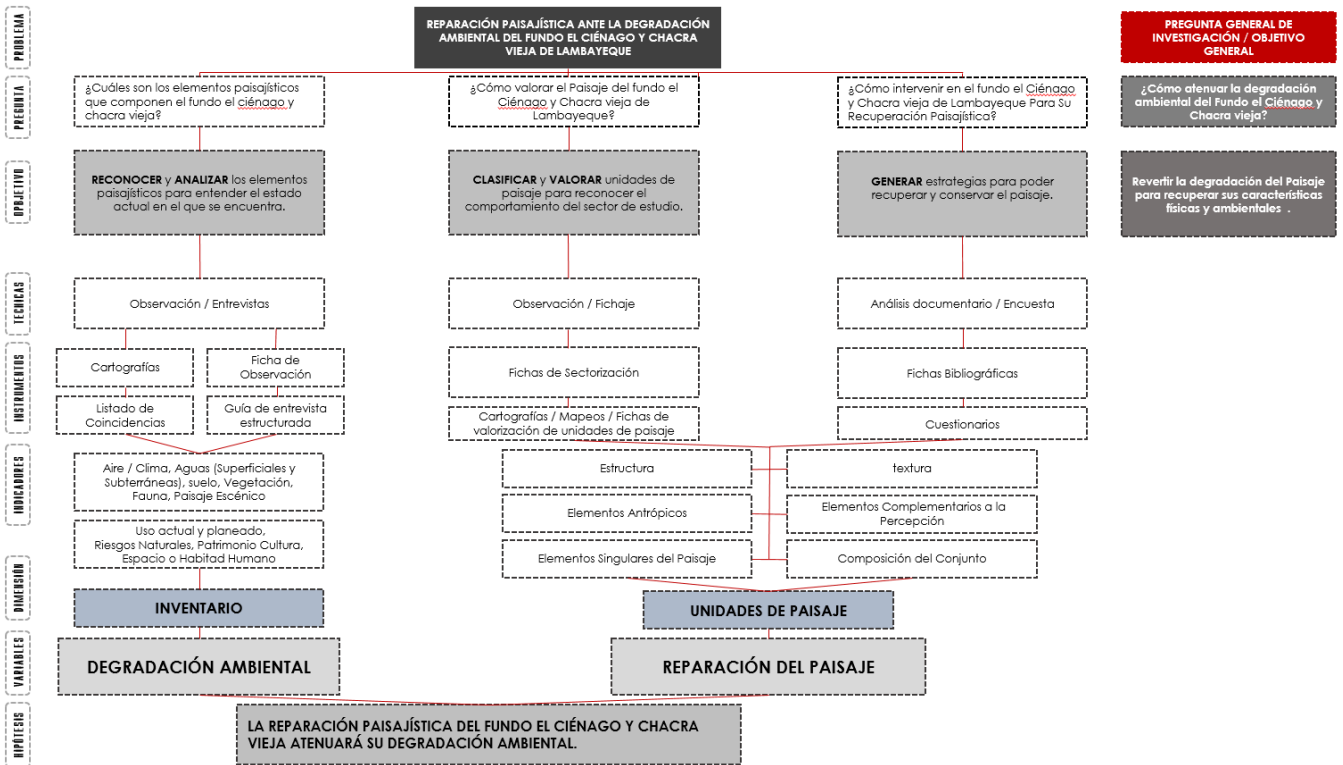 PROBLEMA
REPARACIÓN PAISAJÍSTICA ANTE LA DEGRADACIÓN
AMBIENTAL DEL FUNDO EL CIÉNAGO Y CHACRA
VIEJA DE LAMBAYEQUE
PREGUNTA GENERAL DE
INVESTIGACIÓN / OBJETIVO
GENERAL
PREGUNTA
¿Cuáles son los elementos paisajísticos
que componen el fundo el ciénago y
chacra vieja?
¿Cómo valorar el Paisaje del fundo el
Ciénago y Chacra vieja de
Lambayeque?
¿Cómo intervenir en el fundo el Ciénago
y Chacra vieja de Lambayeque Para Su
Recuperación Paisajística?
¿Cómo atenuar la degradación
ambiental del Fundo el Ciénago y
Chacra vieja?
OPBJETIVO
RECONOCER y ANALIZAR los elementos
paisajísticos para entender el estado
actual en el que se encuentra.
CLASIFICAR y VALORAR unidades de
paisaje para reconocer el
comportamiento del sector de estudio.
GENERAR estrategias para poder
recuperar y conservar el paisaje.
Revertir la degradación del Paisaje
para recuperar sus características
físicas y ambientales .
TECNICAS
Observación / Entrevistas
Observación / Fichaje
Análisis documentario / Encuesta
INSTRUMENTOS
Cartografías
Ficha de
Observación
Listado de
Coincidencias
Guía de entrevista
estructurada
Fichas de Sectorización
Cartografías / Mapeos / Fichas de
valorización de unidades de paisaje
Fichas Bibliográficas
Cuestionarios
INDICADORES
Aire / Clima, Aguas (Superficiales y
Subterráneas), suelo, Vegetación,
Fauna, Paisaje Escénico
Uso actual y planeado,
Riesgos Naturales, Patrimonio Cultura,
Espacio o Habitad Humano
Estructura
textura
Elementos Antrópicos
Elementos Complementarios a la
Percepción
Elementos Singulares del Paisaje
Composición del Conjunto
DIMENSIÓN
INVENTARIO
UNIDADES DE PAISAJE
VARIABLES
DEGRADACIÓN AMBIENTAL
REPARACIÓN DEL PAISAJE
HIPÓTESIS
LA REPARACIÓN PAISAJÍSTICA DEL FUNDO EL CIÉNAGO Y CHACRA
VIEJA ATENUARÁ SU DEGRADACIÓN AMBIENTAL.